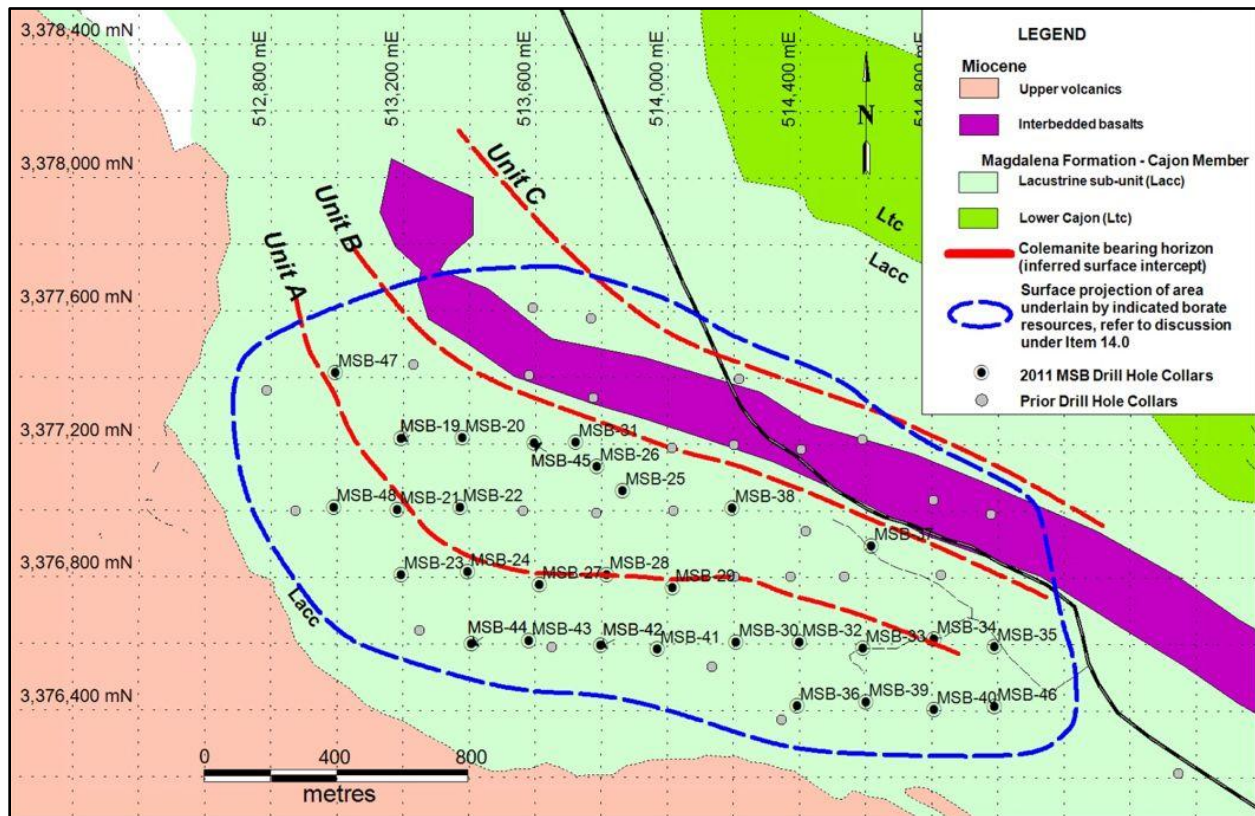 3,378,400 mN
3,378,000 mN
3,377,600 mN
3,377,200 mN
3,376,800 mN
3,376,400 mN
512,800 mE
513,200 mE
513,600 mE
514,000 mE
514,400 mE
514,800 mE
N
Unit A
Unit B
Unit C
Ltc
Lacc
Lacc
MSB-47
MSB-19
MSB-20
MSB-31
MSB-45
MSB-26
MSB-25
MSB-48
MSB-21
MSB-22
MSB-38
MSB-37
MSB-23
MSB-24
MSB-27
MSB-28
MSB-29
MSB-44
MSB-43
MSB-42
MSB-41
MSB-30
MSB-32
MSB-33
MSB-34
MSB-35
MSB-36
MSB-39
MSB-40
MSB-46
0 400 800
metres
LEGEND
Miocene
Upper volcanics
Interbedded basalts
Magdalena Formation - Cajon Member
Lacustrine sub-unit (Lacc)
Lower Cajon (Ltc)
Colemanite bearing horizon
(inferred surface intercept)
Surface projection of area
underlain by indicated borate
resources, refer to discussion
under Item 14.0
2011 MSB Drill Hole Collars
Prior Drill Hole Collars